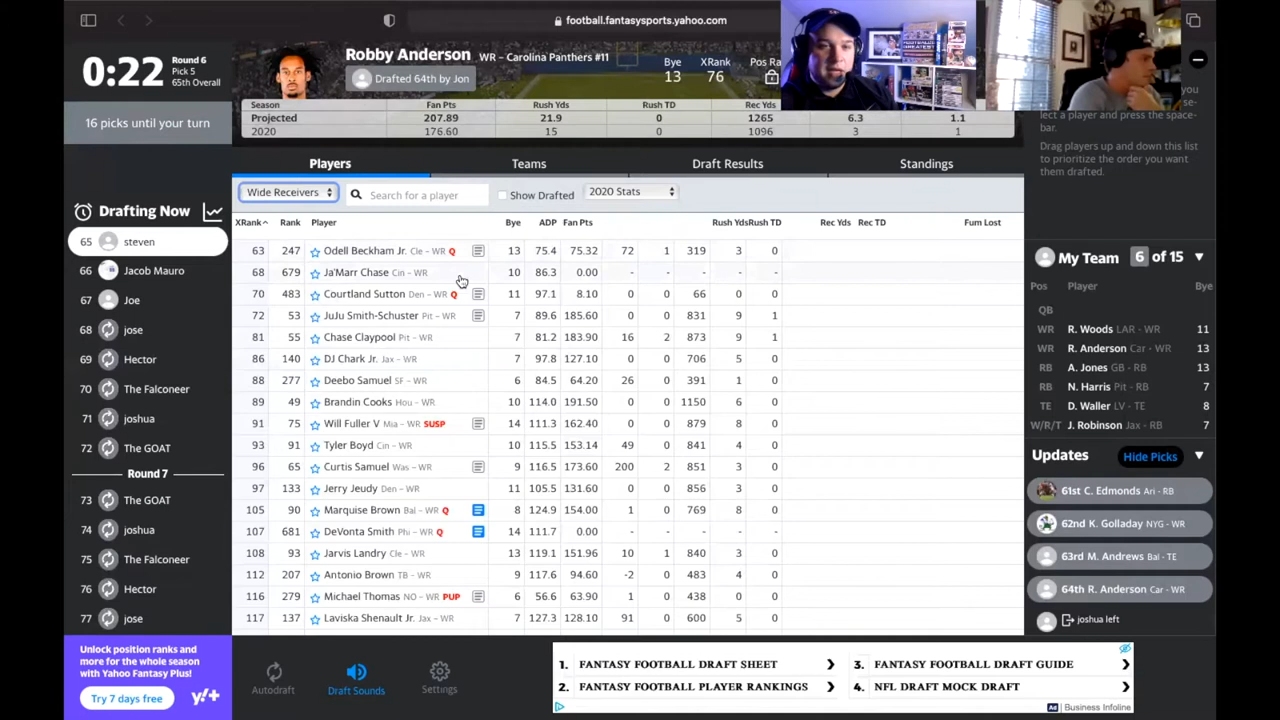 football.fantasysports.yahoo.com
0:22
Round 6
Pick 5
65th Overall
16 picks until your turn
Robby Anderson WR – Carolina Panthers #11
Drafted 64th by Jon
Bye XRank Pos Ra
13 76
Season Fan Pts Rush Yds Rush TD Rec Yds
Projected 207.89 21.9 0 1265 6.3 1.1
2020 176.60 15 0 1096 3 1
lect a player and press the space-
bar.
Drag players up and down this list
to prioritize the order you want
them drafted.
Players Teams Draft Results Standings
Wide Receivers Search for a player Show Drafted 2020 Stats
XRank Rank Player Bye ADP Fan Pts Rush Yds Rush TD Rec Yds Rec TD Fum Lost
63 247 Odell Beckham Jr. Cle – WR Q 13 75.4 75.32 72 1 319 3 0
68 679 Ja'Marr Chase Cin – WR 10 86.3 0.00 - - - - -
70 483 Courtland Sutton Den – WR Q 11 97.1 8.10 0 0 66 0 0
72 53 JuJu Smith-Schuster Pit – WR 7 89.6 185.60 0 0 831 9 1
81 55 Chase Claypool Pit – WR 7 81.2 183.90 16 2 873 9 1
86 140 DJ Chark Jr. Jax – WR 7 97.8 127.10 0 0 706 5 0
88 277 Deebo Samuel SF – WR 6 84.5 64.20 26 0 391 1 0
89 49 Brandin Cooks Hou – WR 10 114.0 191.50 0 0 1150 6 0
91 75 Will Fuller V Mia – WR SUSP 14 111.3 162.40 0 0 879 8 0
93 91 Tyler Boyd Cin – WR 10 115.5 153.14 49 0 841 4 0
96 65 Curtis Samuel Was – WR 9 116.5 173.60 200 2 851 3 0
97 133 Jerry Jeudy Den – WR 11 105.5 131.60 0 0 856 3 0
105 90 Marquise Brown Bal – WR Q 8 124.9 154.00 1 0 769 8 0
107 681 DeVonta Smith Phi – WR Q 14 111.7 0.00 - - - - -
108 93 Jarvis Landry Cle – WR 13 119.1 151.96 10 1 840 3 0
112 207 Antonio Brown TB – WR 9 117.6 94.60 -2 0 483 4 0
116 279 Michael Thomas NO – WR PUP 6 56.6 63.90 1 0 438 0 0
117 137 Laviska Shenault Jr. Jax – WR 7 127.3 128.10 91 0 600 5 0
Drafting Now
65 steven
66 Jacob Mauro
67 Joe
68 jose
69 Hector
70 The Falconeer
71 joshua
72 The GOAT
Round 7
73 The GOAT
74 joshua
75 The Falconeer
76 Hector
77 jose
My Team 6 of 15
Pos Player Bye
QB
WR R. Woods LAR - WR 11
WR R. Anderson Car - WR 13
RB A. Jones GB - RB 13
RB N. Harris Pit - RB 7
TE D. Waller LV - TE 8
W/R/T J. Robinson Jax - RB 7
Updates Hide Picks
61st C. Edmonds Ari - RB
62nd K. Golladay NYG - WR
63rd M. Andrews Bal - TE
64th R. Anderson Car - WR
joshua left
Unlock position ranks and
more for the whole season
with Yahoo Fantasy Plus!
Try 7 days free y!+
Autodraft Draft Sounds Settings
1. FANTASY FOOTBALL DRAFT SHEET
2. FANTASY FOOTBALL PLAYER RANKINGS
3. FANTASY FOOTBALL DRAFT GUIDE
4. NFL DRAFT MOCK DRAFT
Ad Business Infoline